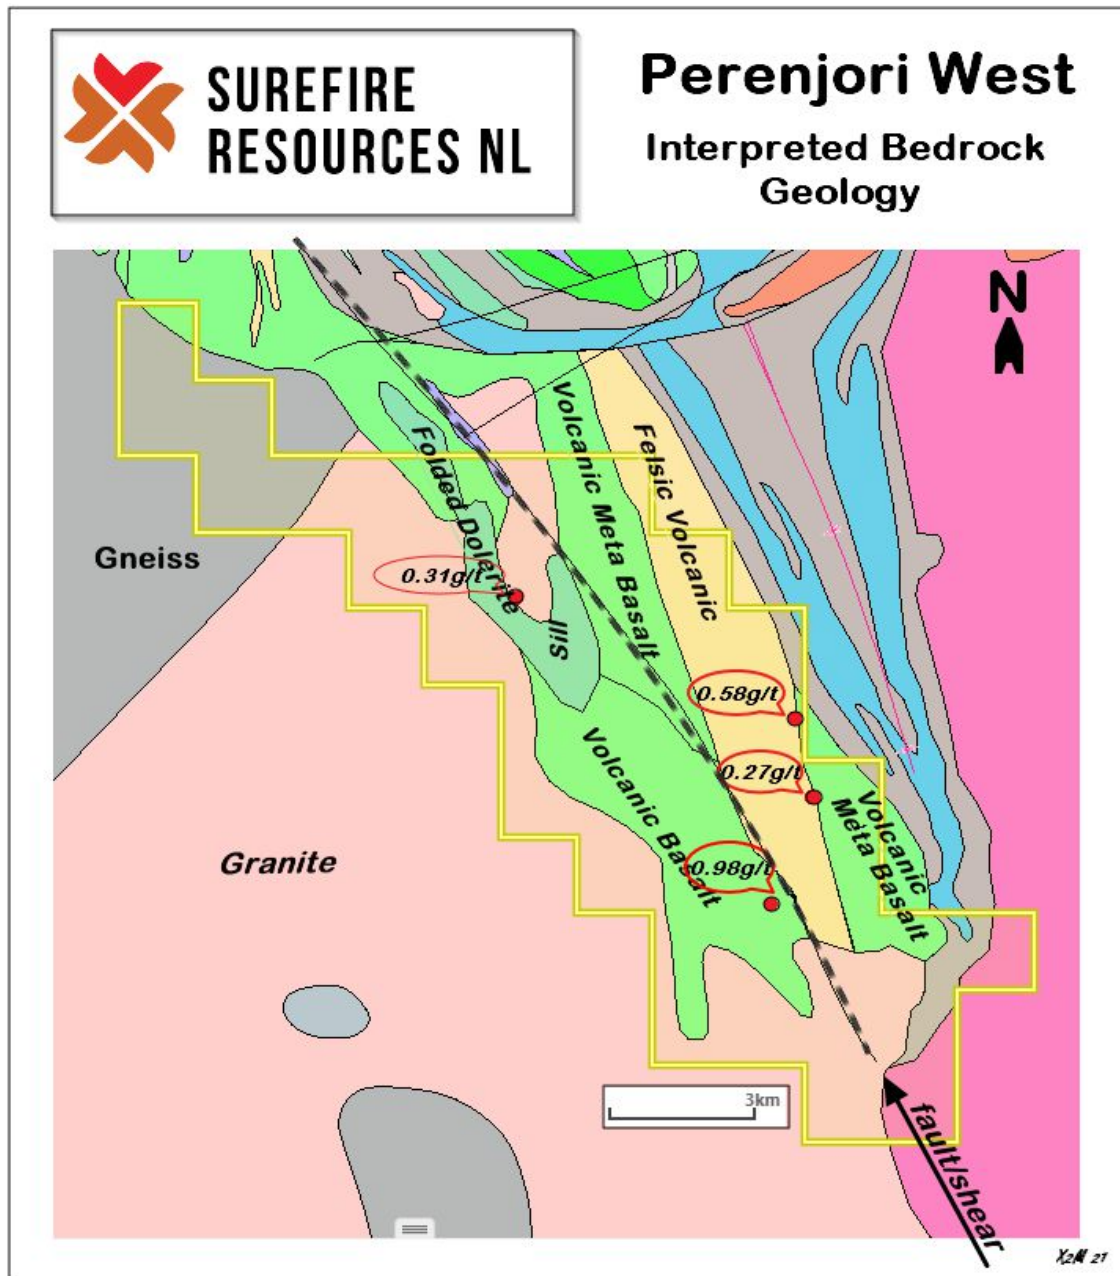 SUREFIRE
RESOURCES NL
Perenjori West
Interpreted Bedrock
Geology
N
Volcanic Meta Basalt
Felsic Volcanic
Folded Dolerite
Sill
Gneiss
0.31g/t
0.58g/t
0.27g/t
Volcanic
Meta Basalt
Volcanic Basalt
0.98g/t
Granite
3km
fault/shear